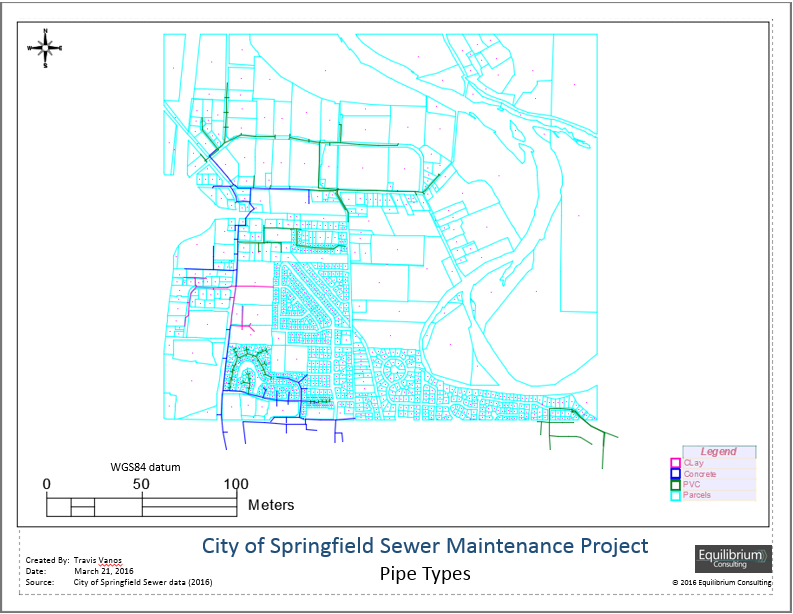 N
W E
S
WGS84 datum
0 50 100
Meters
Legend
CLay
Concrete
PVC
Parcels
City of Springfield Sewer Maintenance Project
Pipe Types
Created By: Travis Vanos
Date: March 21, 2016
Source: City of Springfield Sewer data (2016)
Equilibrium
Consulting
© 2016 Equilibrium Consulting